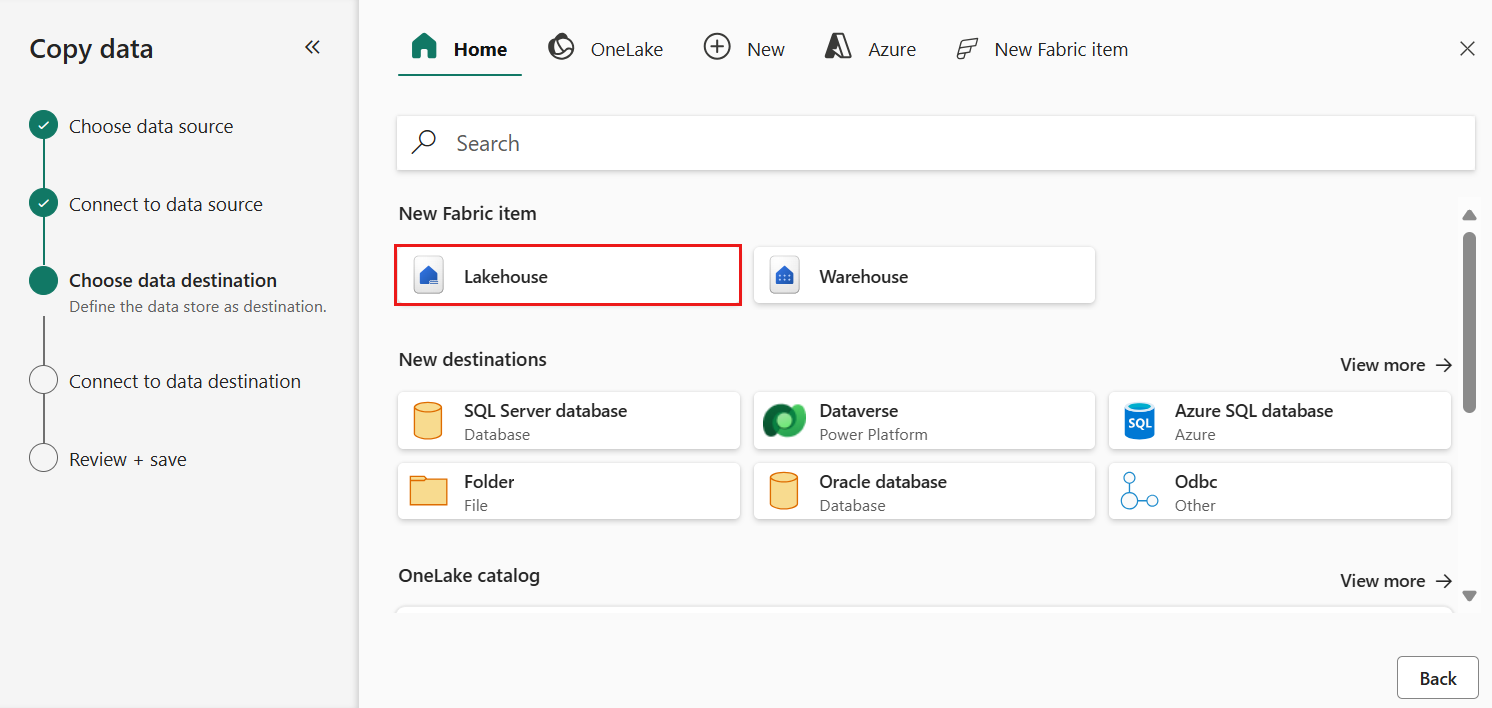 Copy data
Choose data source
Connect to data source
Choose data destination
Define the data store as destination.
Connect to data destination
Review + save
Home
OneLake
New
Azure
New Fabric item
Search
New Fabric item
Lakehouse
Warehouse
New destinations
View more
SQL Server database
Database
Dataverse
Power Platform
SQL
Azure SQL database
Azure
Folder
File
Oracle database
Database
Odbc
Other
OneLake catalog
View more
Back